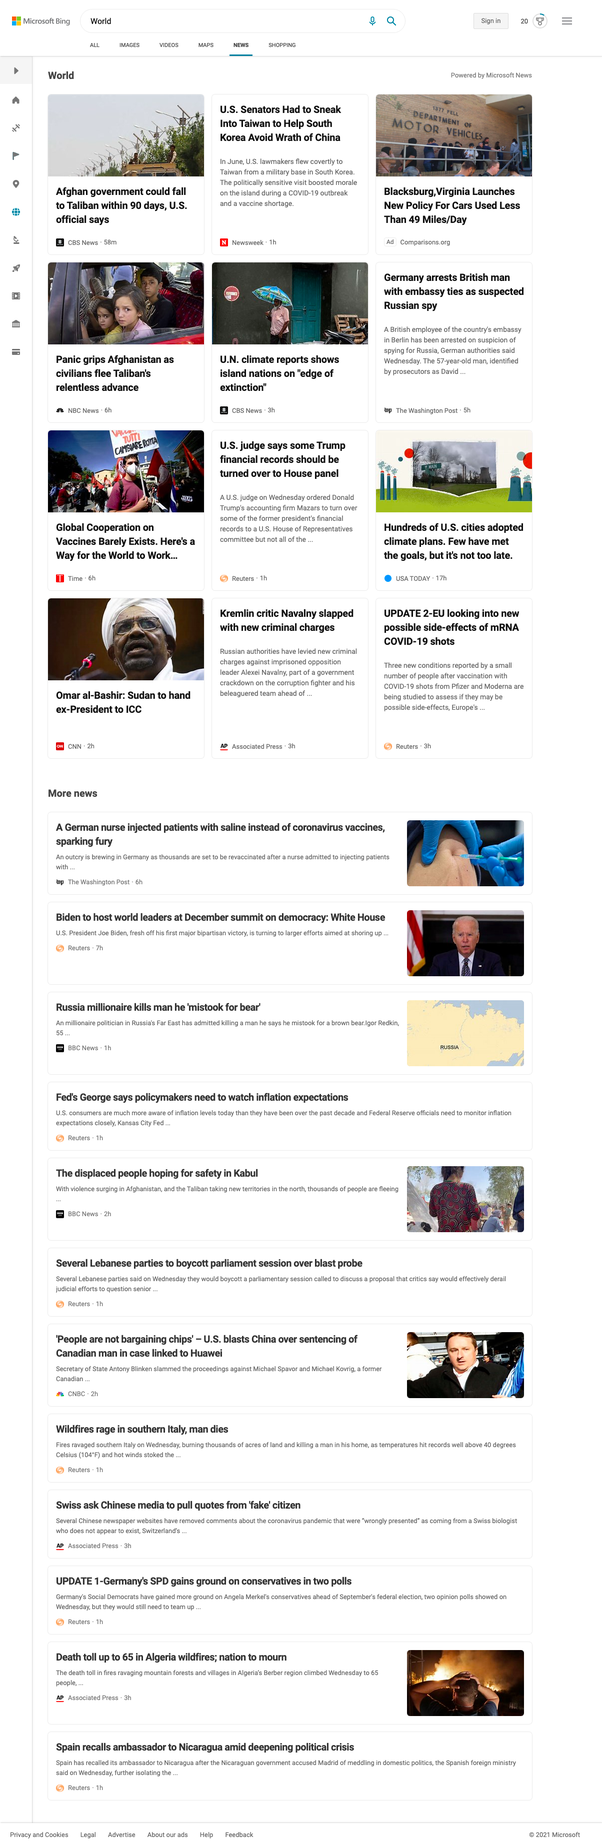 Microsoft Bing
World
Sign in
20
ALL IMAGES VIDEOS MAPS NEWS SHOPPING
World
Powered by Microsoft News
Afghan government could fall
to Taliban within 90 days, U.S.
official says
CBS News · 58m
U.S. Senators Had to Sneak
Into Taiwan to Help South
Korea Avoid Wrath of China
In June, U.S. lawmakers flew covertly to
Taiwan from a military base in South Korea.
The politically sensitive visit boosted morale
on the island during a COVID-19 outbreak
and a vaccine shortage.
Newsweek · 1h
DEPARTMENT OF
MOTOR VEHICLES
Blacksburg,Virginia Launches
New Policy For Cars Used Less
Than 49 Miles/Day
Ad Comparisons.org
Panic grips Afghanistan as
civilians flee Taliban's
relentless advance
NBC News · 6h
U.N. climate reports shows
island nations on "edge of
extinction"
CBS News · 3h
Germany arrests British man
with embassy ties as suspected
Russian spy
A British employee of the country's embassy
in Berlin has been arrested on suspicion of
spying for Russia, German authorities said
Wednesday. The 57-year-old man, identified
by prosecutors as David ...
The Washington Post · 5h
Global Cooperation on
Vaccines Barely Exists. Here's a
Way for the World to Work...
Time · 6h
U.S. judge says some Trump
financial records should be
turned over to House panel
A U.S. judge on Wednesday ordered Donald
Trump's accounting firm Mazars to turn over
some of the former president's financial
records to a U.S. House of Representatives
committee but not all of the ...
Reuters · 1h
Hundreds of U.S. cities adopted
climate plans. Few have met
the goals, but it's not too late.
USA TODAY · 17h
Omar al-Bashir: Sudan to hand
ex-President to ICC
CNN · 2h
Kremlin critic Navalny slapped
with new criminal charges
Russian authorities have levied new criminal
charges against imprisoned opposition
leader Alexei Navalny, part of a government
crackdown on the corruption fighter and his
beleaguered team ahead of ...
Associated Press · 3h
UPDATE 2-EU looking into new
possible side-effects of mRNA
COVID-19 shots
Three new conditions reported by a small
number of people after vaccination with
COVID-19 shots from Pfizer and Moderna are
being studied to assess if they may be
possible side-effects, Europe's ...
Reuters · 3h
More news
A German nurse injected patients with saline instead of coronavirus vaccines,
sparking fury
An outcry is brewing in Germany as thousands are set to be revaccinated after a nurse admitted to injecting patients
with ...
The Washington Post · 6h
Biden to host world leaders at December summit on democracy: White House
U.S. President Joe Biden, fresh off his first major bipartisan victory, is turning to larger efforts aimed at shoring up ...
Reuters · 7h
Russia millionaire kills man he 'mistook for bear'
An millionaire politician in Russia's Far East has admitted killing a man he says he mistook for a brown bear.Igor Redkin,
55 ...
BBC News · 1h
RUSSIA
Fed's George says policymakers need to watch inflation expectations
U.S. consumers are much more aware of inflation levels today than they have been over the past decade and Federal Reserve officials need to monitor inflation
expectations closely, Kansas City Fed ...
Reuters · 1h
The displaced people hoping for safety in Kabul
With violence surging in Afghanistan, and the Taliban taking new territories in the north, thousands of people are fleeing
...
BBC News · 2h
Several Lebanese parties to boycott parliament session over blast probe
Several Lebanese parties said on Wednesday they would boycott a parliamentary session called to discuss a proposal that critics say would effectively derail
judicial efforts to question senior ...
Reuters · 1h
'People are not bargaining chips' – U.S. blasts China over sentencing of
Canadian man in case linked to Huawei
Secretary of State Antony Blinken slammed the proceedings against Michael Spavor and Michael Kovrig, a former
Canadian ...
CNBC · 2h
Wildfires rage in southern Italy, man dies
Fires ravaged southern Italy on Wednesday, burning thousands of acres of land and killing a man in his home, as temperatures hit records well above 40 degrees
Celsius (104°F) and hot winds stoked the ...
Reuters · 1h
Swiss ask Chinese media to pull quotes from 'fake' citizen
Several Chinese newspaper websites have removed comments about the coronavirus pandemic that were "wrongly presented" as coming from a Swiss biologist
who does not appear to exist, Switzerland's ...
Associated Press · 3h
UPDATE 1-Germany's SPD gains ground on conservatives in two polls
Germany's Social Democrats have gained more ground on Angela Merkel's conservatives ahead of September's federal election, two opinion polls showed on
Wednesday, but they would still need to team up ...
Reuters · 1h
Death toll up to 65 in Algeria wildfires; nation to mourn
The death toll in fires ravaging mountain forests and villages in Algeria's Berber region climbed Wednesday to 65
people, ...
Associated Press · 3h
Spain recalls ambassador to Nicaragua amid deepening political crisis
Spain has recalled its ambassador to Nicaragua after the Nicaraguan government accused Madrid of meddling in domestic politics, the Spanish foreign ministry
said on Wednesday, further isolating the ...
Reuters · 1h
Privacy and Cookies Legal Advertise About our ads Help Feedback
© 2021 Microsoft